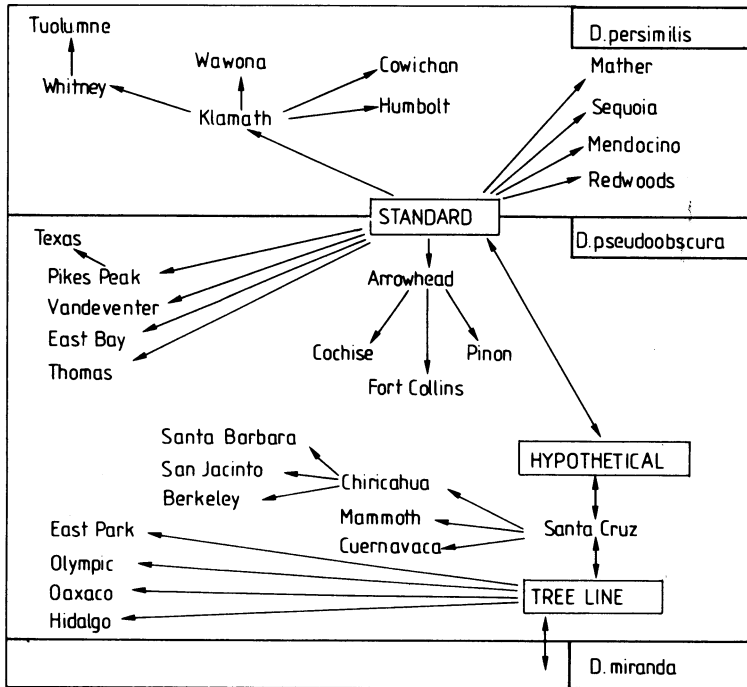 Tuolumne
D.persimilis
Wawona
Cowichan
Mather
Whitney
Humbolt
Sequoia
Klamath
Mendocino
Redwoods
STANDARD
Texas
D.pseudoobscura
Pikes Peak
Arrowhead
Vandeventer
East Bay
Cochise
Pinon
Thomas
Fort Collins
Santa Barbara
San Jacinto
HYPOTHETICAL
Chiricahua
Berkeley
Mammoth
Santa Cruz
East Park
Cuernavaca
Olympic
Oaxaco
TREE LINE
Hidalgo
D. miranda